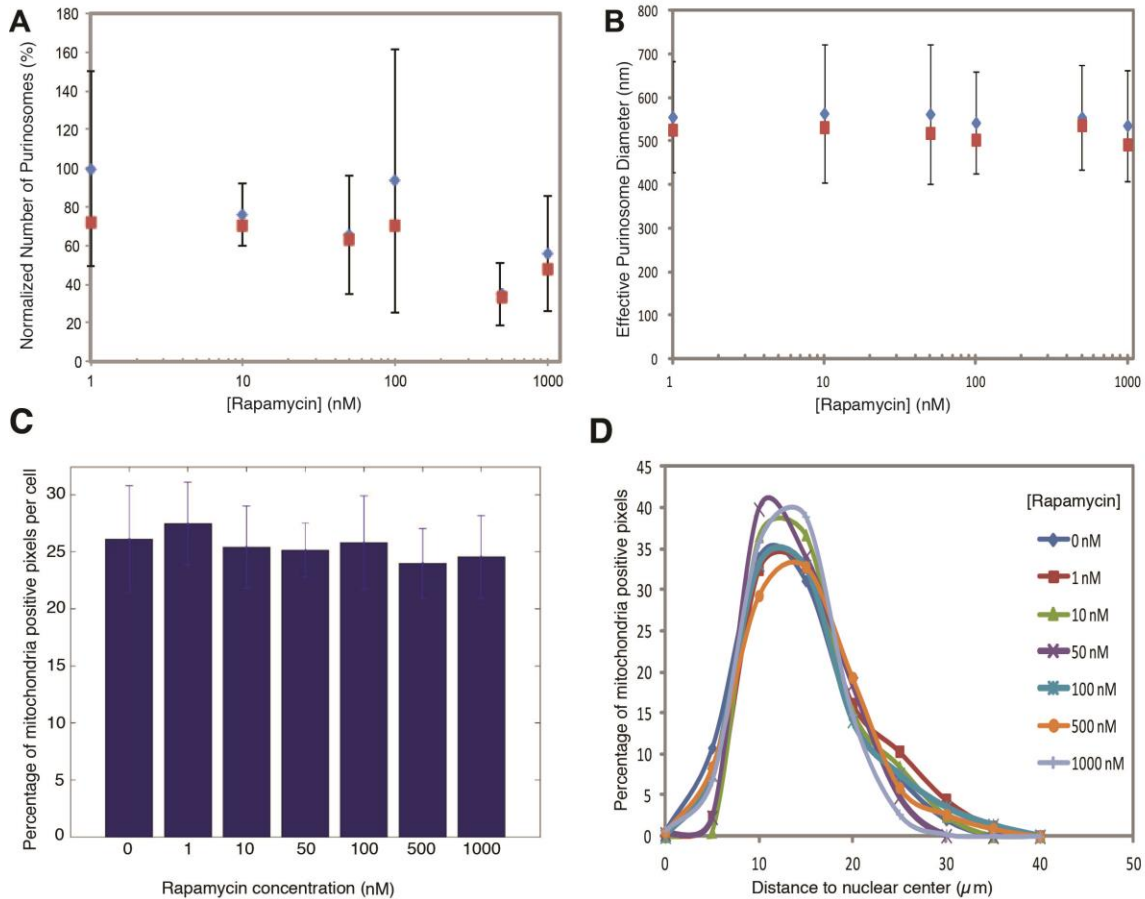 A
Normalized Number of Purinosomes (%)
180
160
140
120
100
80
60
40
20
0
1
10
100
1000
[Rapamycin] (nM)
B
Effective Purinosome Diameter (nm)
800
700
600
500
400
300
200
100
0
1
10
100
1000
[Rapamycin] (nM)
C
Percentage of mitochondria positive pixels per cell
30
25
20
15
10
5
0
0 1 10 50 100 500 1000
Rapamycin concentration (nM)
D
Percentage of mitochondria positive pixels
45
40
35
30
25
20
15
10
5
0
0 10 20 30 40 50
Distance to nuclear center (μm)
[Rapamycin]
0 nM
1 nM
10 nM
50 nM
100 nM
500 nM
1000 nM